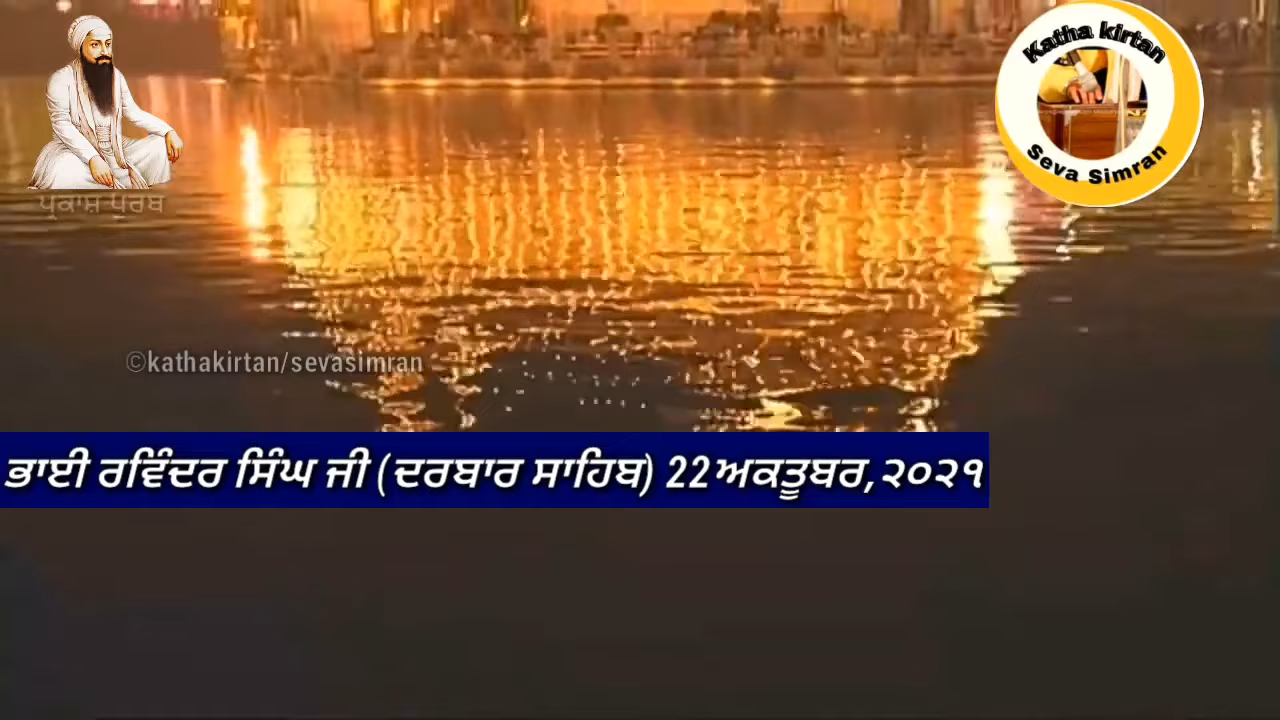 Katha kirtan
Seva Simran
ਪ੍ਰਕਾਸ਼ ਪੁਰਬ
©kathakirtan/sevasimran
ਭਾਈ ਰਵਿੰਦਰ ਸਿੰਘ ਜੀ (ਦਰਬਾਰ ਸਾਹਿਬ) 22ਅਕਤੂਬਰ,੨੦੨੧